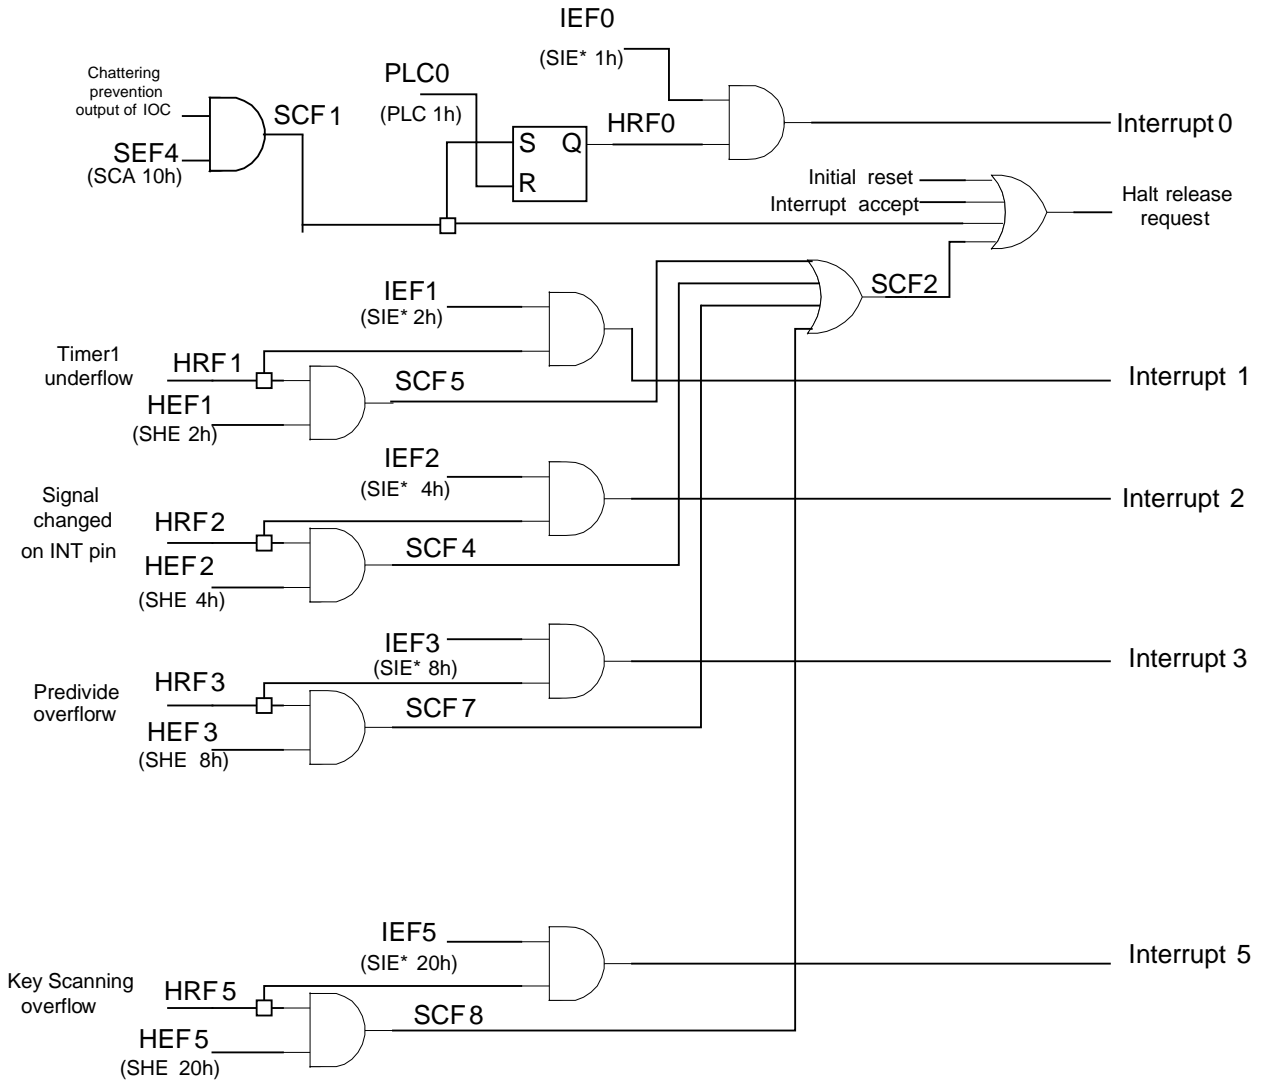 IEF0
(SIE* 1h)
Chattering
prevention
output of IOC
SCF1
PLC0
(PLC 1h)
S Q
R
HRF0
Interrupt 0
SEF4
(SCA 10h)
Initial reset
Interrupt accept
Halt release
request
IEF1
(SIE* 2h)
SCF2
Timer1
underflow
HRF1
SCF5
Interrupt 1
HEF1
(SHE 2h)
IEF2
(SIE* 4h)
Signal
changed
on INT pin
HRF2
Interrupt 2
SCF4
HEF2
(SHE 4h)
IEF3
(SIE* 8h)
Interrupt 3
Predivide
overflorw
HRF3
SCF7
HEF3
(SHE 8h)
IEF5
(SIE* 20h)
Interrupt 5
Key Scanning
overflow
HRF5
SCF8
HEF5
(SHE 20h)